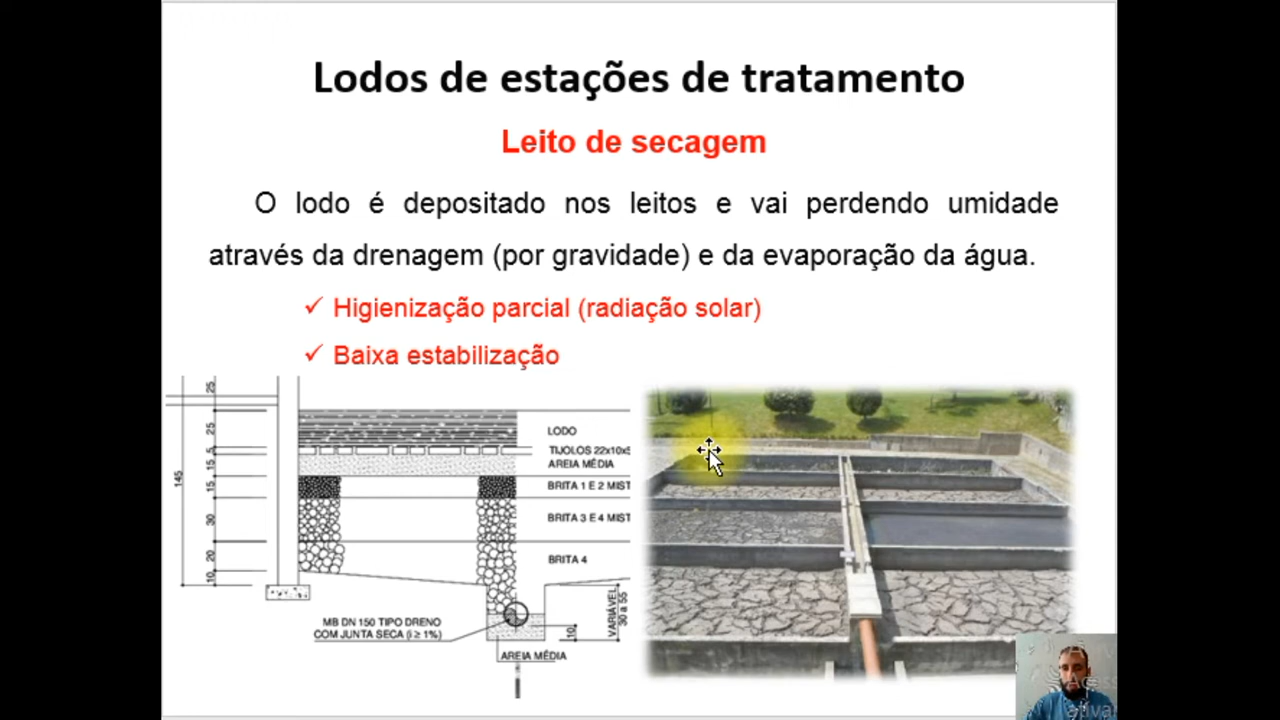 Lodos de estações de tratamento
Leito de secagem
O lodo é depositado nos leitos e vai perdendo umidade
através da drenagem (por gravidade) e da evaporação da água.
✓ Higienização parcial (radiação solar)
✓ Baixa estabilização
25
25
5
15
15
30
20
10
145
LODO
TIJOLOS 22x10x5
AREIA MÉDIA
BRITA 1 E 2 MIST
BRITA 3 E 4 MIST
BRITA 4
MB DN 150 TIPO DRENO
COM JUNTA SECA (i ≥ 1%)
10
VARIÁVEL
30 a 55
AREIA MÉDIA